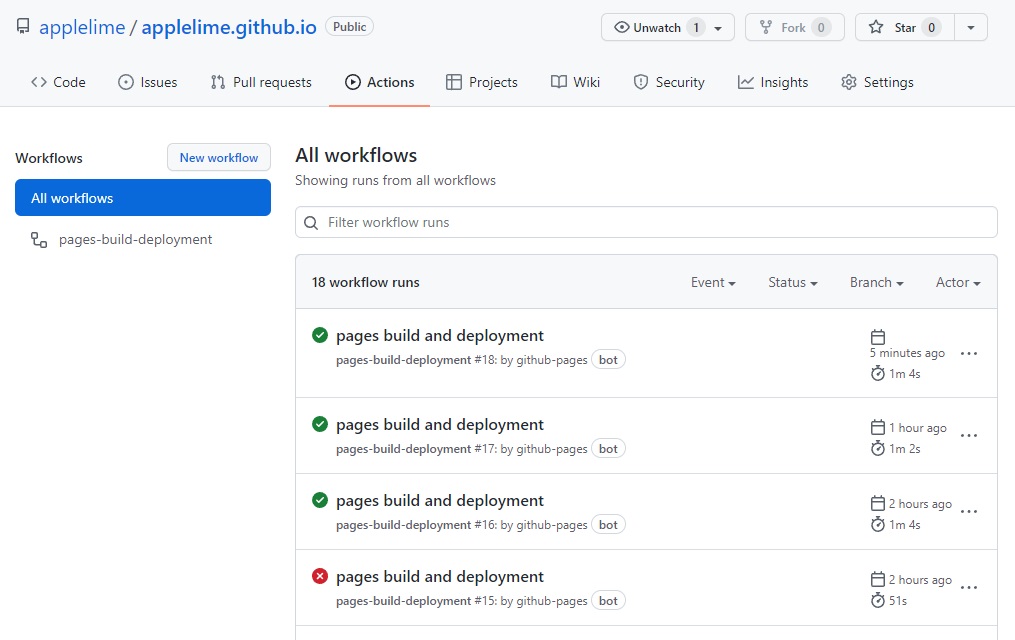 applelime / applelime.github.io Public Unwatch 1 Fork 0 Star 0
Code Issues Pull requests Actions Projects Wiki Security Insights Settings
Workflows New workflow
All workflows
pages-build-deployment
All workflows
Showing runs from all workflows
Filter workflow runs
18 workflow runs Event Status Branch Actor
pages build and deployment
pages-build-deployment #18: by github-pages bot
5 minutes ago
1m 4s
pages build and deployment
pages-build-deployment #17: by github-pages bot
1 hour ago
1m 2s
pages build and deployment
pages-build-deployment #16: by github-pages bot
2 hours ago
1m 4s
pages build and deployment
pages-build-deployment #15: by github-pages bot
2 hours ago
51s